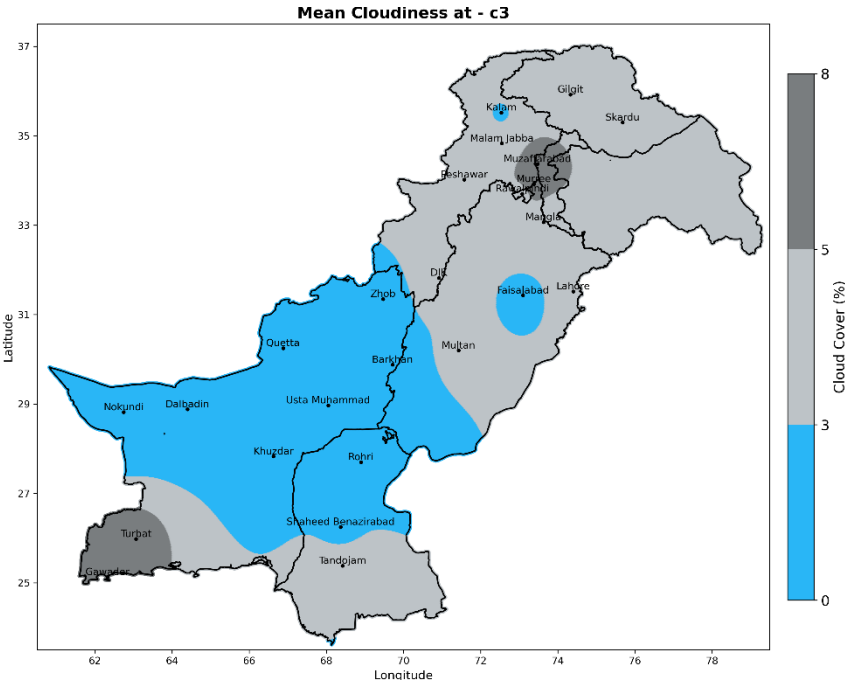 Mean Cloudiness at - c3
37
35
33
31
29
27
25
Latitude
62
64
66
68
70
72
74
76
78
Longitude
Gilgit
Kalam
Skardu
Malam Jabba
Muzaffarabad
Peshawar
Murree
Rawalpindi
Mangla
DIK
Zhob
Faisalabad
Lahore
Quetta
Multan
Barkhan
Nokundi
Dalbadin
Usta Muhammad
Khuzdar
Rohri
Shaheed Benazirabad
Turbat
Tandojam
Gawader
8
5
3
0
Cloud Cover (%)